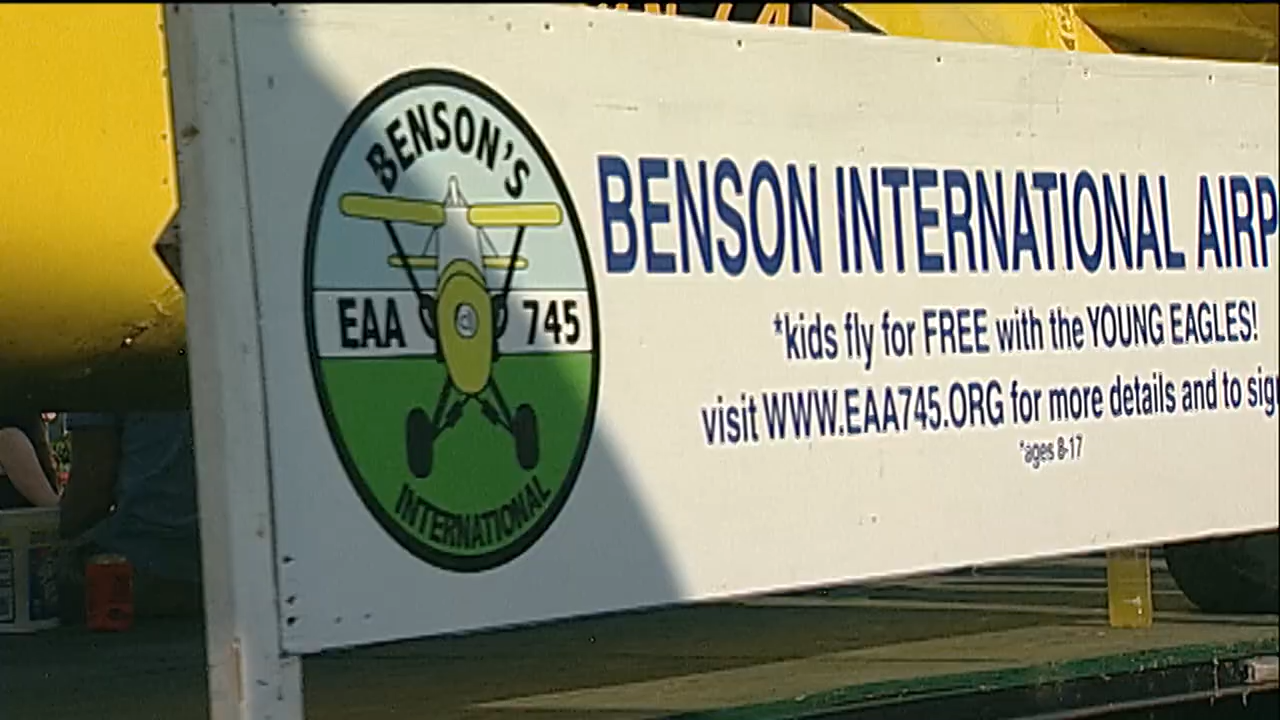 BENSON'S
EAA 745
INTERNATIONAL
BENSON INTERNATIONAL AIRP
*kids fly for FREE with the YOUNG EAGLES!
visit WWW.EAA745.ORG for more details and to sig
*ages 8-17